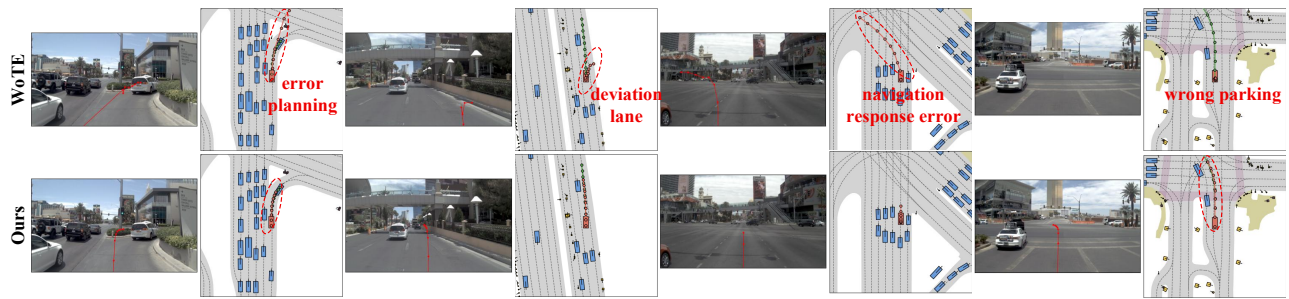 WoTE
error
planning
deviation
lane
navigation
response error
wrong parking
Ours